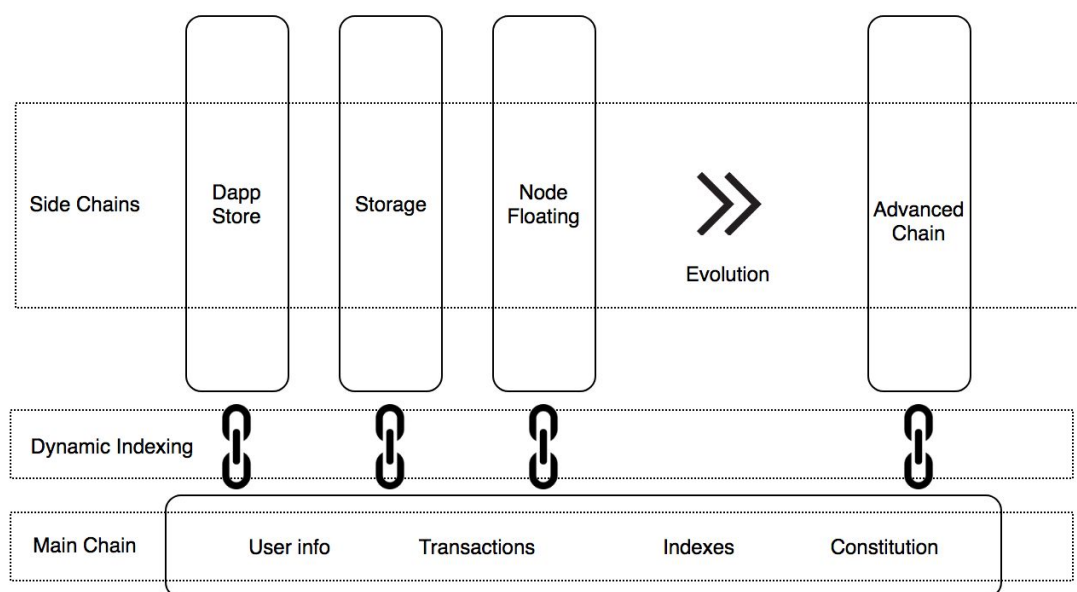 Side Chains
Dapp
Store
Storage
Node
Floating
Evolution
Advanced
Chain
Dynamic Indexing
Main Chain
User info
Transactions
Indexes
Constitution